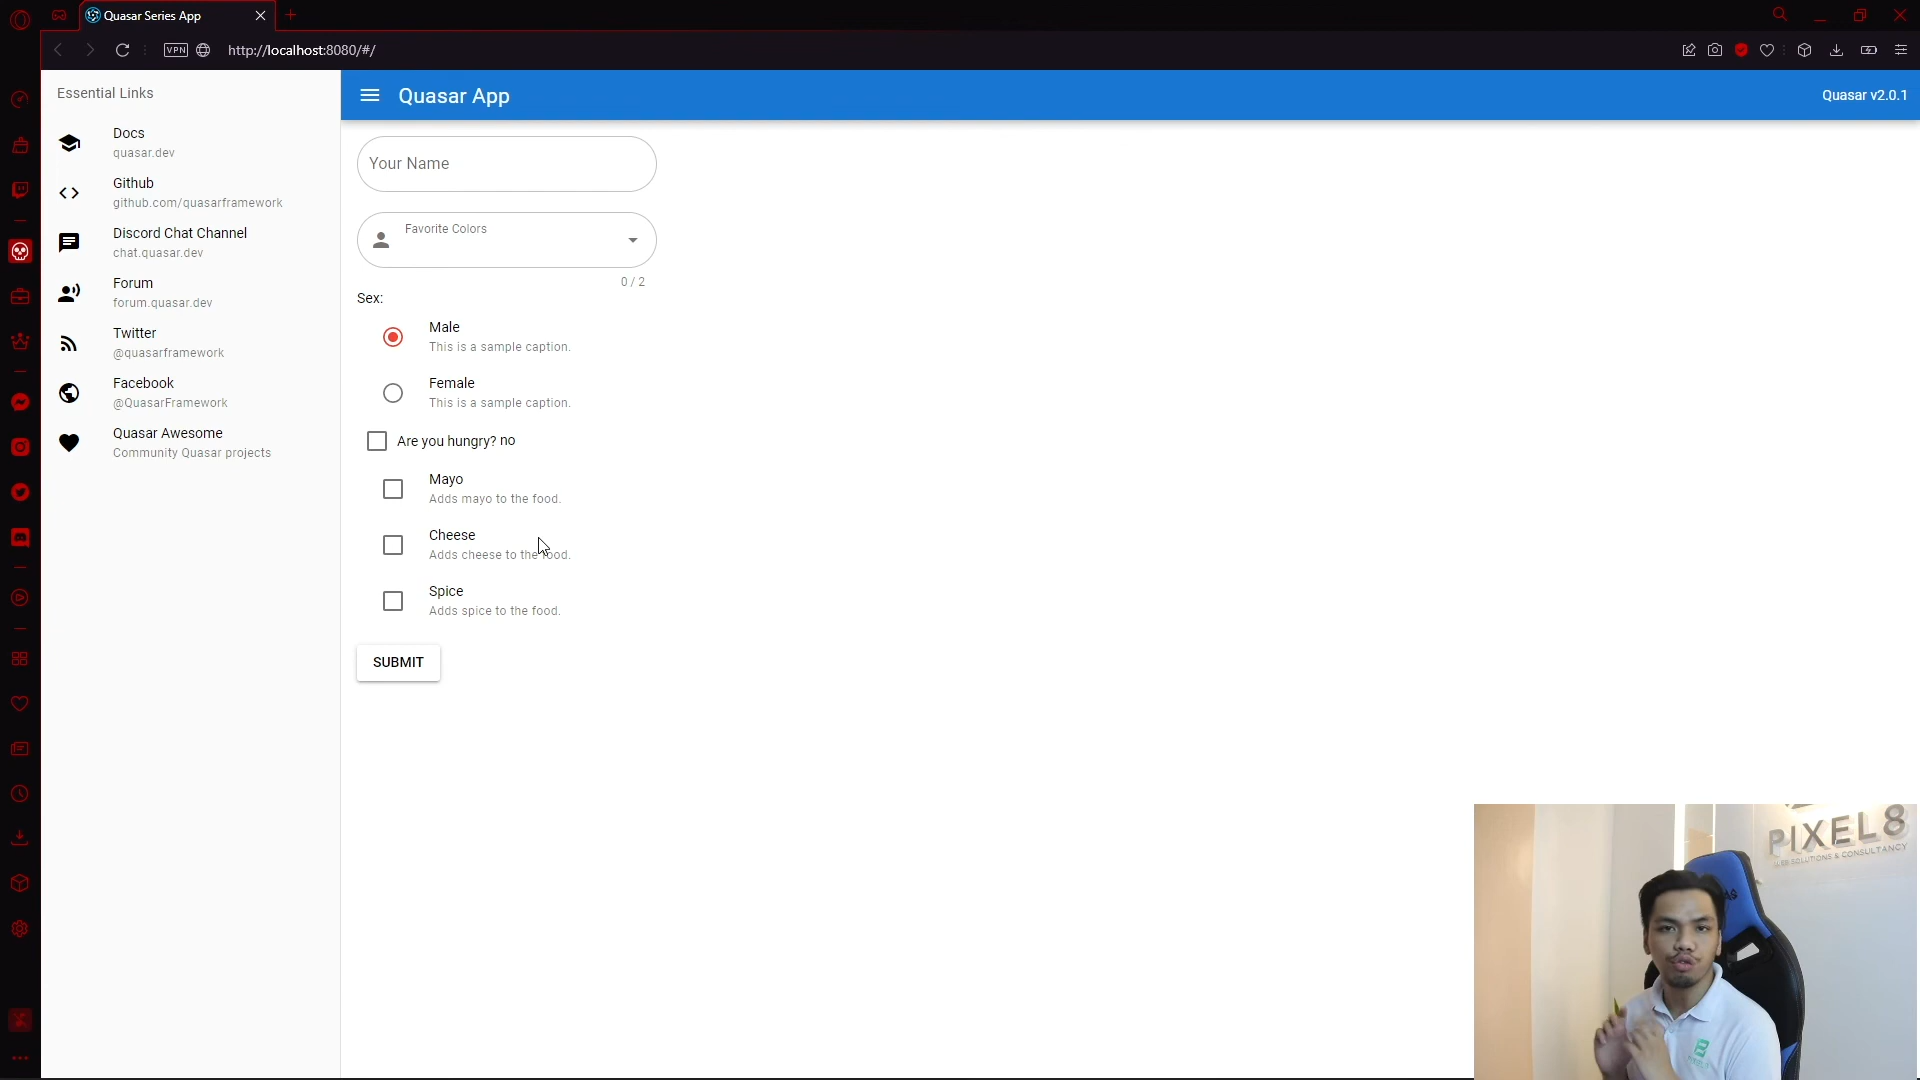 Quasar Series App
VPN
http://localhost:8080/#/
Essential Links
Docs
quasar.dev
Github
github.com/quasarframework
Discord Chat Channel
chat.quasar.dev
Forum
forum.quasar.dev
Twitter
@quasarframework
Facebook
@QuasarFramework
Quasar Awesome
Community Quasar projects
Quasar App
Quasar v2.0.1
Your Name
Favorite Colors
0 / 2
Sex:
Male
This is a sample caption.
Female
This is a sample caption.
Are you hungry? no
Mayo
Adds mayo to the food.
Cheese
Adds cheese to the food.
Spice
Adds spice to the food.
SUBMIT
PIXEL8
WEB SOLUTIONS & CONSULTANCY